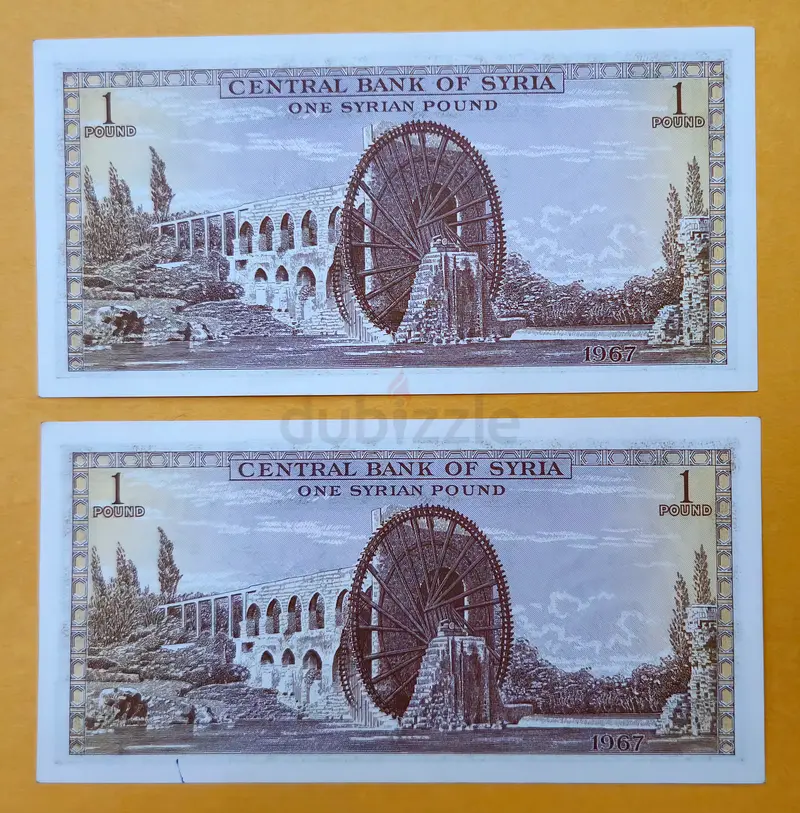 CENTRAL BANK OF SYRIA
ONE SYRIAN POUND
1
POUND
1
POUND
1967
dubizzle
CENTRAL BANK OF SYRIA
ONE SYRIAN POUND
1
POUND
1
POUND
1967